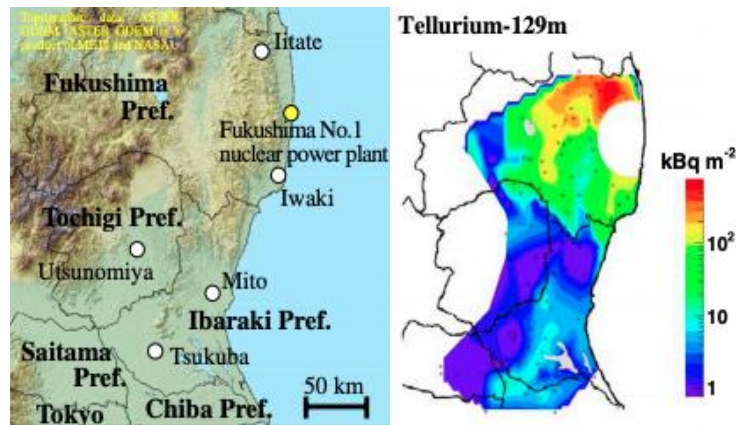 Topographic data: ASTER
GDEM. ASTER GDEM is a
product of METI and NASA.
Iitate
Fukushima
Pref.
Fukushima No.1
nuclear power plant
Iwaki
Tochigi Pref.
Utsunomiya
Mito
Ibaraki Pref.
Saitama
Pref.
Tsukuba
50 km
Tokyo
Chiba Pref.
Tellurium-129m
kBq m⁻²
10²
10
1